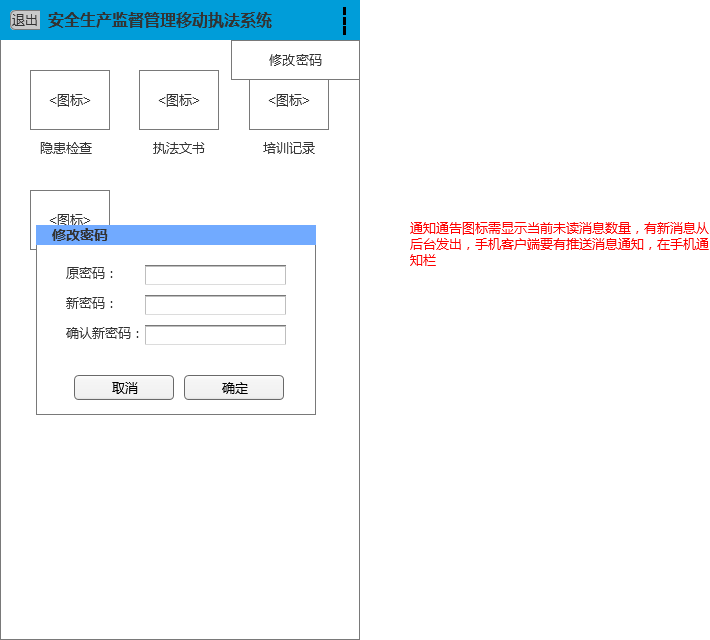 退出 安全生产监督管理移动执法系统
修改密码
<图标> <图标> <图标>
隐患检查 执法文书 培训记录
<图标>
修改密码
原密码：
新密码：
确认新密码：
取消 确定
通知通告图标需显示当前未读消息数量，有新消息从
后台发出，手机客户端要有推送消息通知，在手机通
知栏